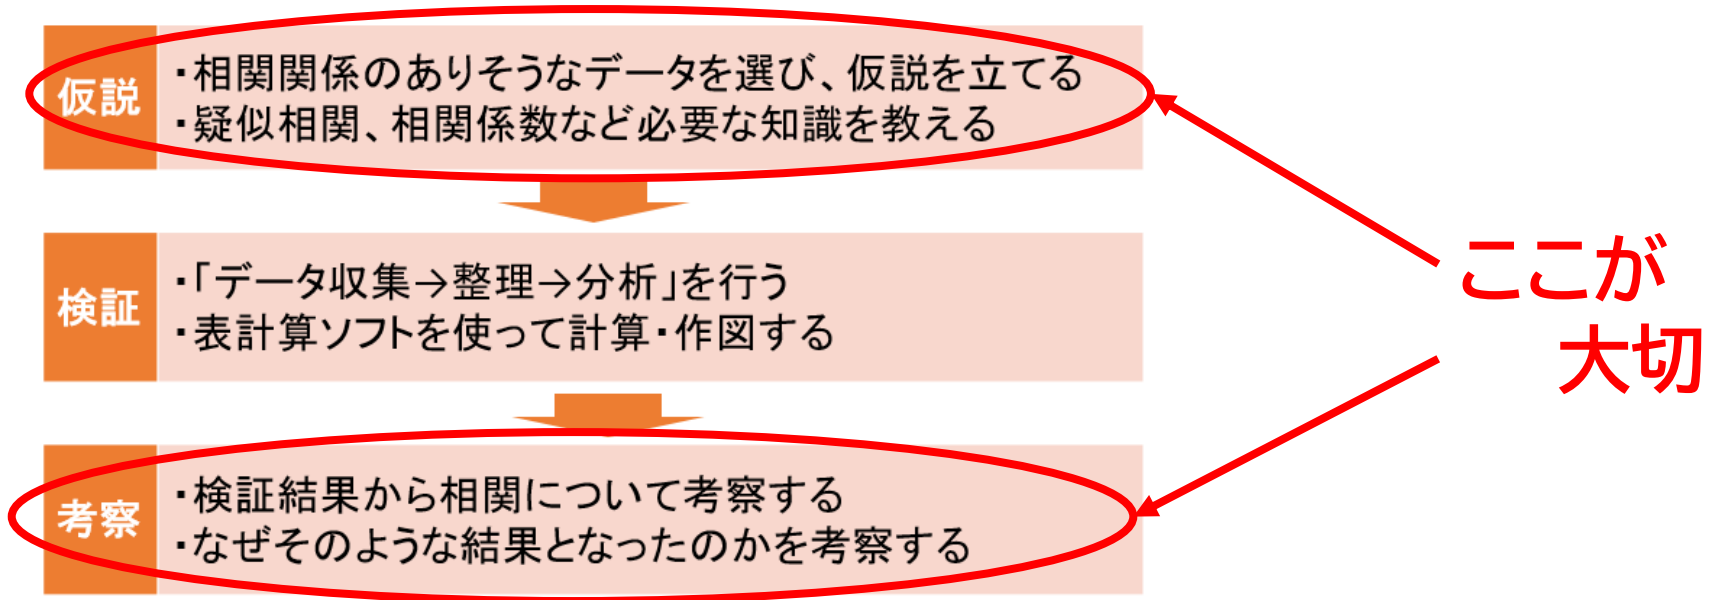 仮説
・相関関係のありそうなデータを選び、仮説を立てる
・疑似相関、相関係数など必要な知識を教える
検証
・「データ収集→整理→分析」を行う
・表計算ソフトを使って計算・作図する
考察
・検証結果から相関について考察する
・なぜそのような結果となったのかを考察する
ここが
大切